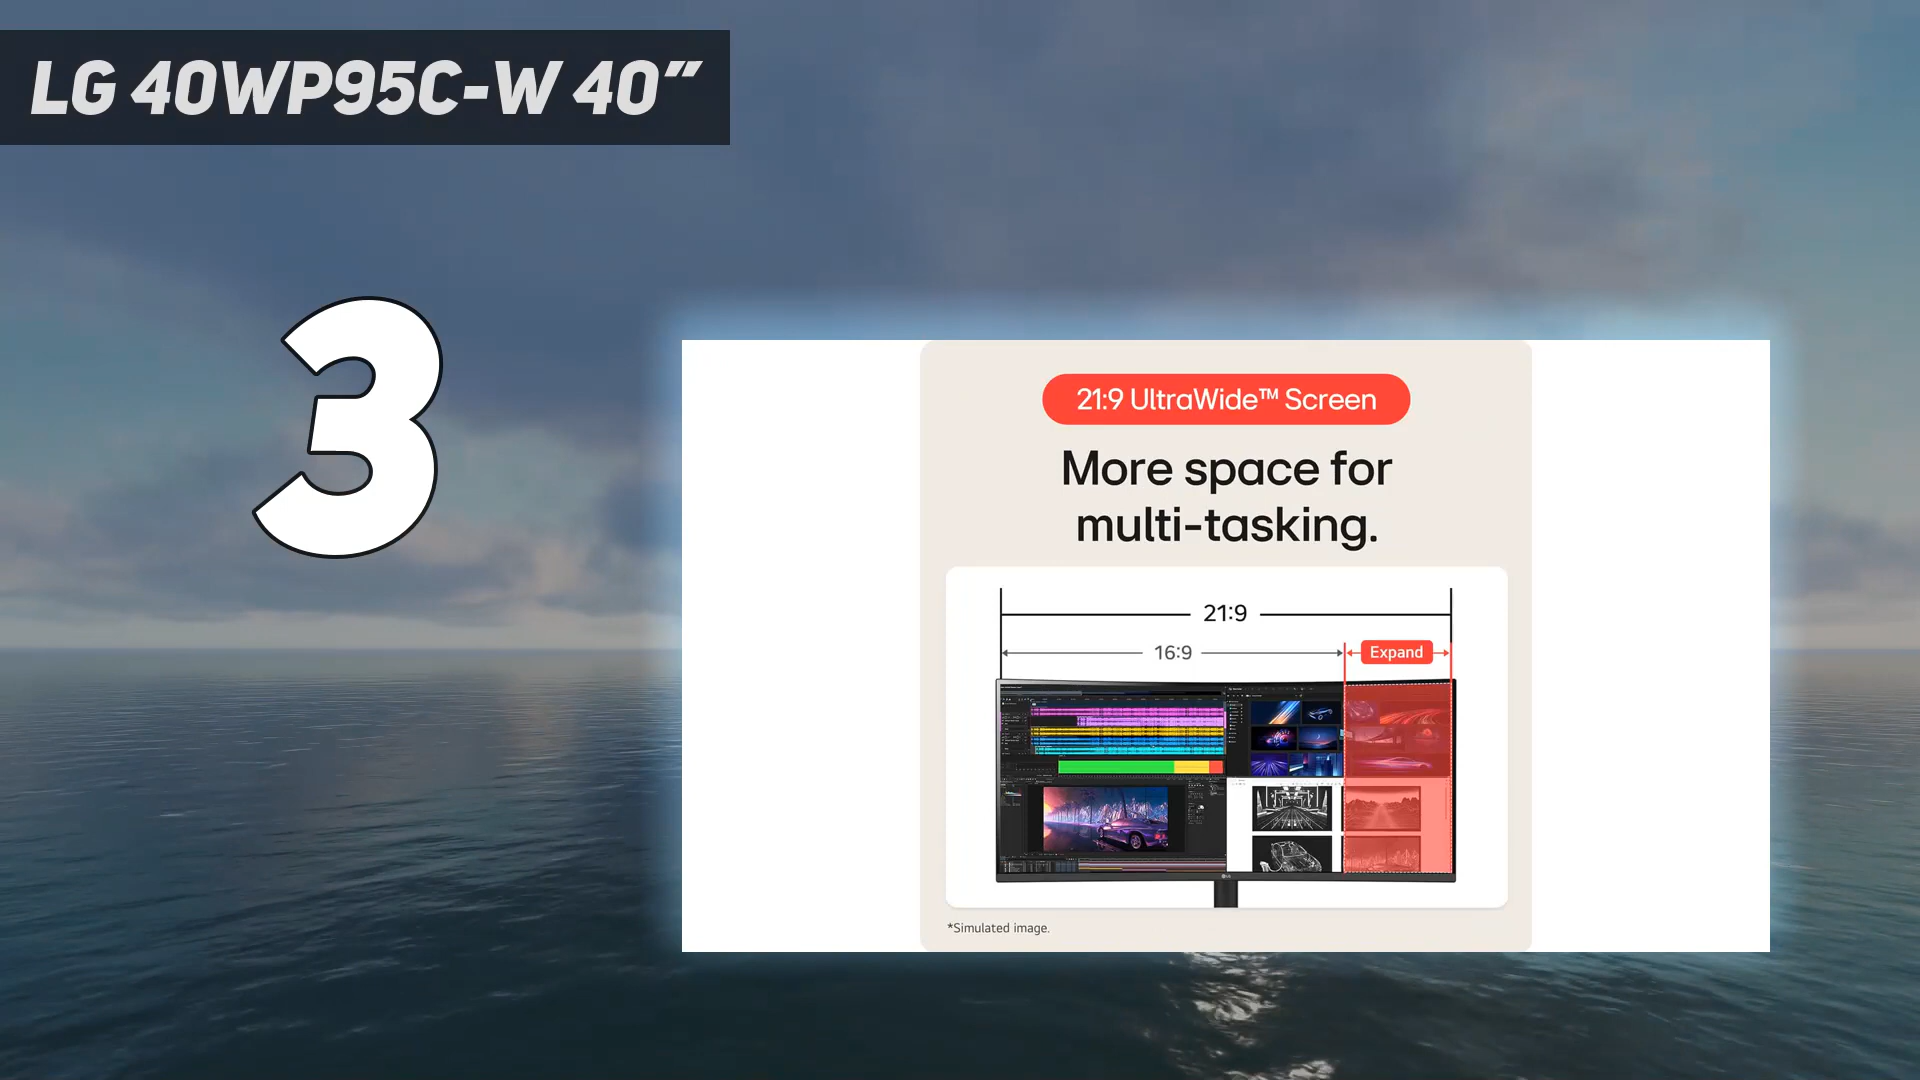 LG 40WP95C-W 40”
3
21:9 UltraWide™ Screen
More space for
multi-tasking.
21:9
16:9
Expand
*Simulated image.